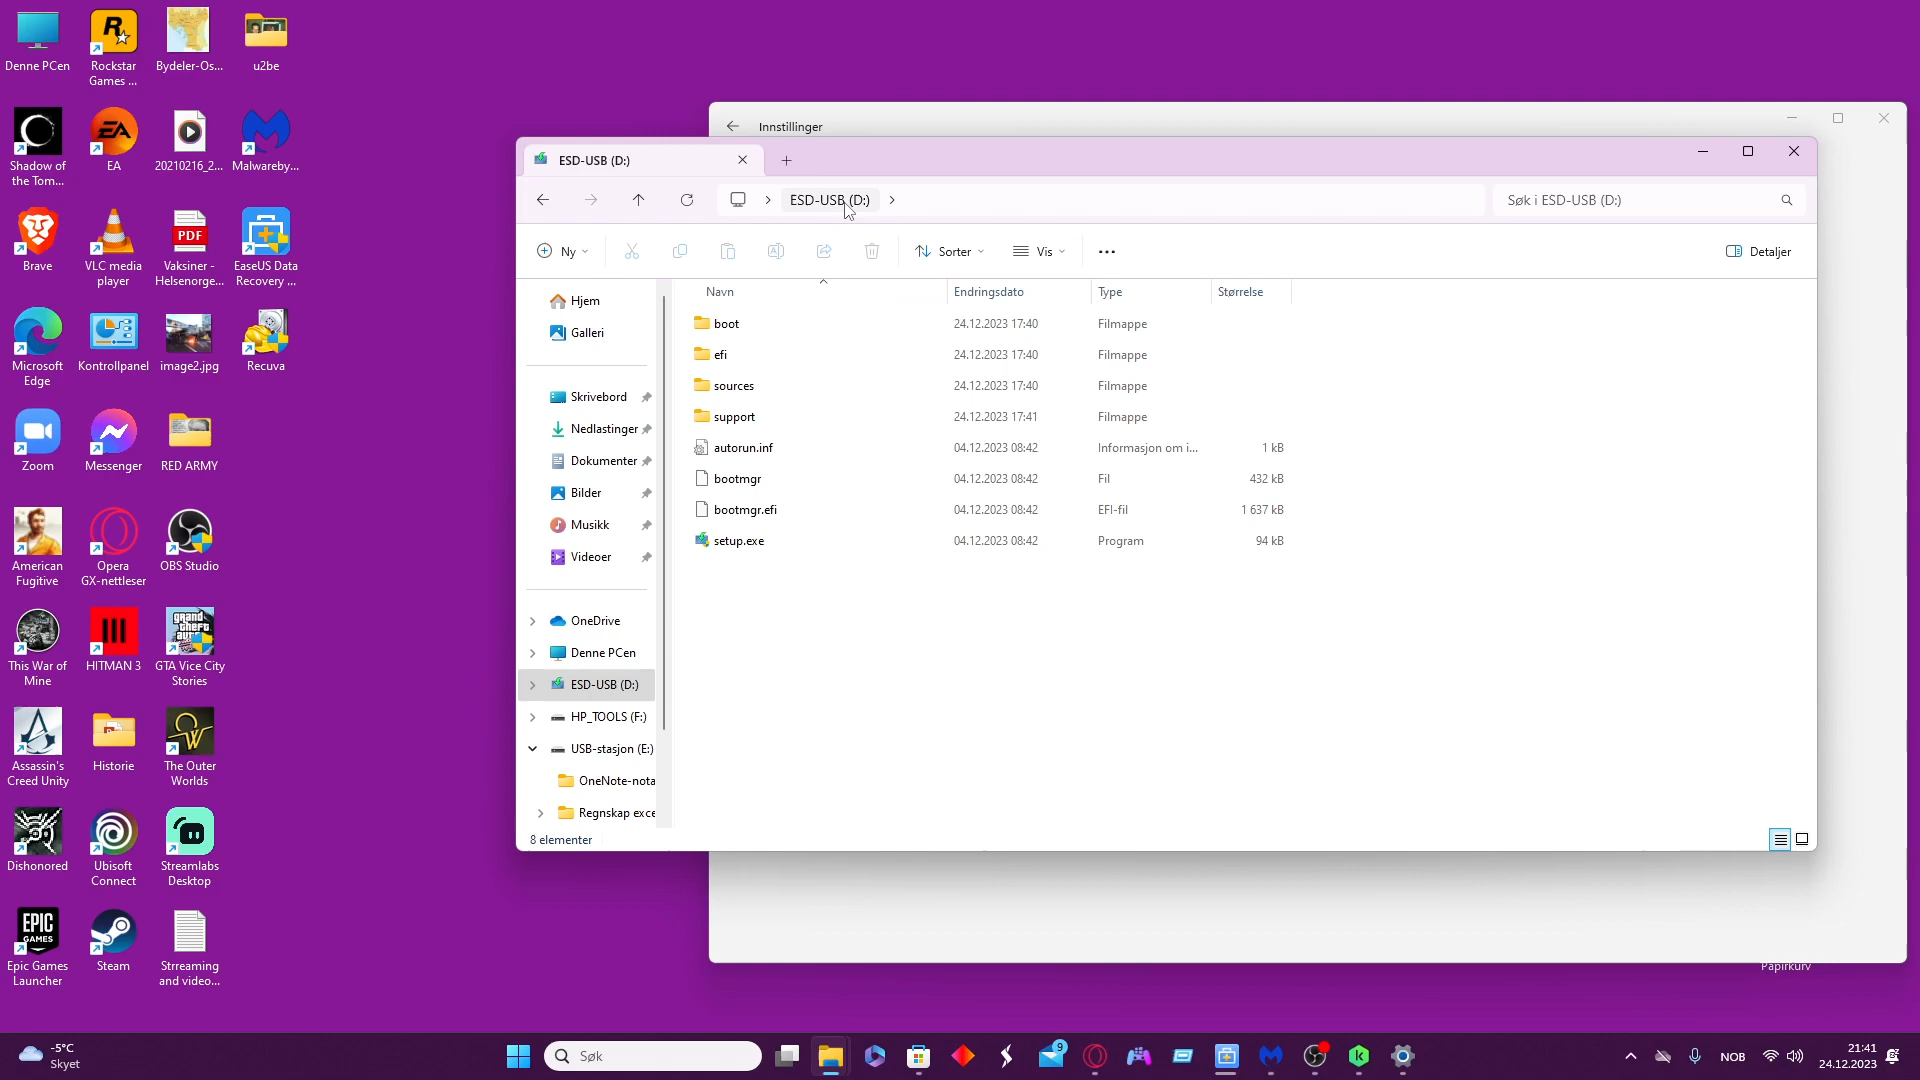 Denne PCen
Rockstar
Games ...
Bydeler-Os...
u2be
Shadow of
the Tom...
EA
20210216_2...
Malwareby...
Brave
VLC media
player
PDF
Vaksiner -
Helsenorge...
EaseUS Data
Recovery ...
Microsoft
Edge
Kontrollpanel
image2.jpg
Recuva
Zoom
Messenger
RED ARMY
American
Fugitive
Opera
GX-nettleser
OBS Studio
This War of
Mine
HITMAN 3
grand
theft
auto
GTA Vice City
Stories
Assassin's
Creed Unity
Historie
The Outer
Worlds
Dishonored
Ubisoft
Connect
Streamlabs
Desktop
EPIC
GAMES
Epic Games
Launcher
Steam
Strreaming
and video...
Innstillinger
ESD-USB (D:)
ESD-USB (D:)
Søk i ESD-USB (D:)
Ny
Sorter
Vis
Detaljer
Hjem
Galleri
Skrivebord
Nedlastinger
Dokumenter
Bilder
Musikk
Videoer
OneDrive
Denne PCen
ESD-USB (D:)
HP_TOOLS (F:)
USB-stasjon (E:)
OneNote-nota
Regnskap exce
Navn Endringsdato Type Størrelse
boot 24.12.2023 17:40 Filmappe
efi 24.12.2023 17:40 Filmappe
sources 24.12.2023 17:40 Filmappe
support 24.12.2023 17:41 Filmappe
autorun.inf 04.12.2023 08:42 Informasjon om i... 1 kB
bootmgr 04.12.2023 08:42 Fil 432 kB
bootmgr.efi 04.12.2023 08:42 EFI-fil 1 637 kB
setup.exe 04.12.2023 08:42 Program 94 kB
8 elementer
Papirkurv
-5°C
Skyet
Søk
9
NOB
21:41
24.12.2023